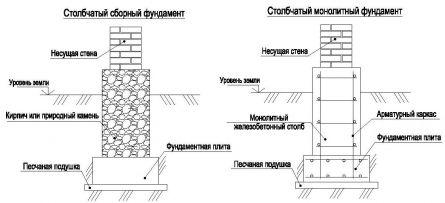 Столбчатый сборный фундамент
Несущая стена
Уровень земли
Кирпич или природный камень
Фундаментная плита
Песчаная подушка
Столбчатый монолитный фундамент
Несущая стена
Уровень земли
Монолитный
железобетонный столб
Арматурный каркас
Фундаментная плита
Песчаная подушка